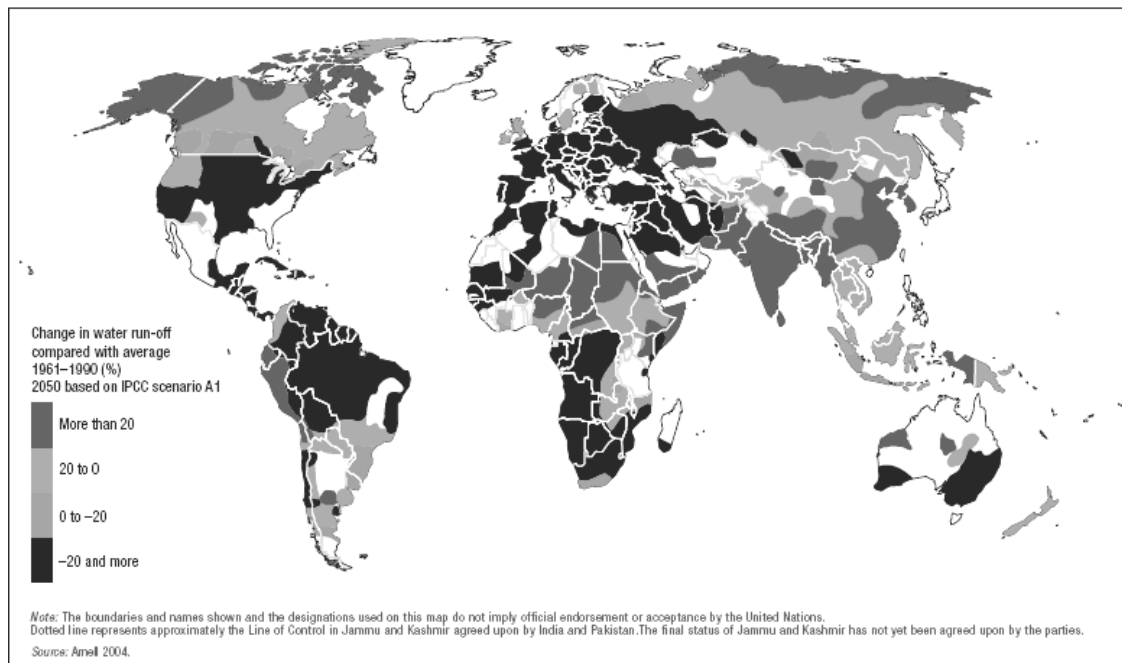 Change in water run-off
compared with average
1961–1990 (%)
2050 based on IPCC scenario A1
More than 20
20 to 0
0 to –20
–20 and more
Note: The boundaries and names shown and the designations used on this map do not imply official endorsement or acceptance by the United Nations.
Dotted line represents approximately the Line of Control in Jammu and Kashmir agreed upon by India and Pakistan.The final status of Jammu and Kashmir has not yet been agreed upon by the parties.
Source: Arnell 2004.